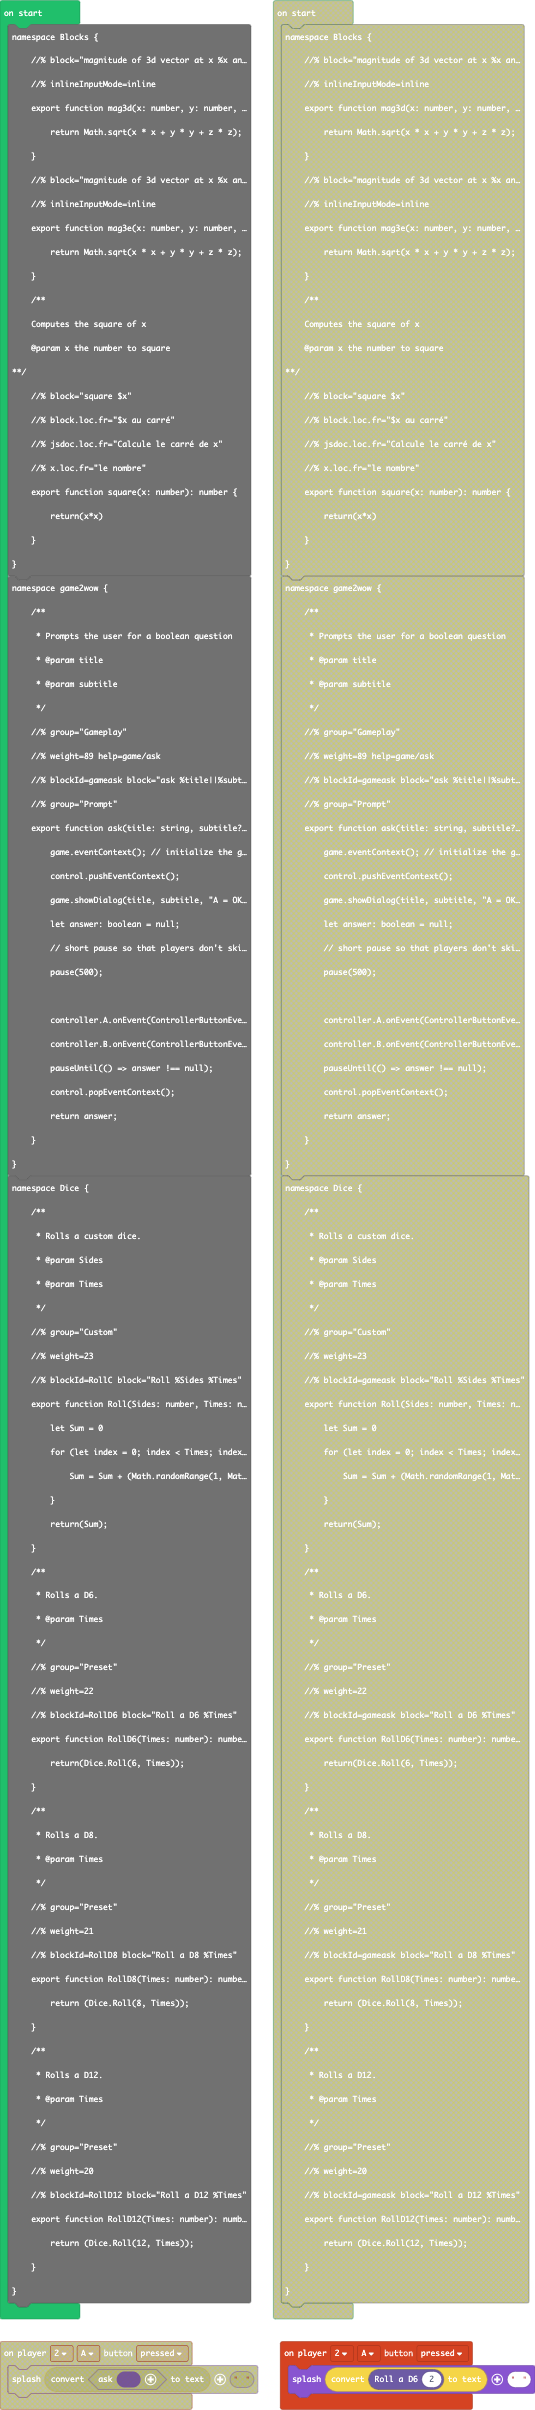 on start
namespace Blocks {
//% block="magnitude of 3d vector at x %x an…
//% inlineInputMode=inline
export function mag3d(x: number, y: number, …
return Math.sqrt(x * x + y * y + z * z);
}
//% block="magnitude of 3d vector at x %x an…
//% inlineInputMode=inline
export function mag3e(x: number, y: number, …
return Math.sqrt(x * x + y * y + z * z);
}
/**
Computes the square of x
@param x the number to square
**/
//% block="square $x"
//% block.loc.fr="$x au carré"
//% jsdoc.loc.fr="Calcule le carré de x"
//% x.loc.fr="le nombre"
export function square(x: number): number {
return(x*x)
}
}
namespace game2wow {
/**
* Prompts the user for a boolean question
* @param title
* @param subtitle
*/
//% group="Gameplay"
//% weight=89 help=game/ask
//% blockId=gameask block="ask %title||%subt…
//% group="Prompt"
export function ask(title: string, subtitle?…
game.eventContext(); // initialize the g…
control.pushEventContext();
game.showDialog(title, subtitle, "A = OK…
let answer: boolean = null;
// short pause so that players don't ski…
pause(500);
controller.A.onEvent(ControllerButtonEve…
controller.B.onEvent(ControllerButtonEve…
pauseUntil(() => answer !== null);
control.popEventContext();
return answer;
}
}
namespace Dice {
/**
* Rolls a custom dice.
* @param Sides
* @param Times
*/
//% group="Custom"
//% weight=23
//% blockId=RollC block="Roll %Sides %Times"
export function Roll(Sides: number, Times: n…
let Sum = 0
for (let index = 0; index < Times; index…
Sum = Sum + (Math.randomRange(1, Mat…
}
return(Sum);
}
/**
* Rolls a D6.
* @param Times
*/
//% group="Preset"
//% weight=22
//% blockId=RollD6 block="Roll a D6 %Times"
export function RollD6(Times: number): numbe…
return(Dice.Roll(6, Times));
}
/**
* Rolls a D8.
* @param Times
*/
//% group="Preset"
//% weight=21
//% blockId=RollD8 block="Roll a D8 %Times"
export function RollD8(Times: number): numbe…
return (Dice.Roll(8, Times));
}
/**
* Rolls a D12.
* @param Times
*/
//% group="Preset"
//% weight=20
//% blockId=RollD12 block="Roll a D12 %Times"
export function RollD12(Times: number): numb…
return (Dice.Roll(12, Times));
}
}
on player 2 A button pressed
splash convert ask to text " "
on start
namespace Blocks {
//% block="magnitude of 3d vector at x %x an…
//% inlineInputMode=inline
export function mag3d(x: number, y: number, …
return Math.sqrt(x * x + y * y + z * z);
}
//% block="magnitude of 3d vector at x %x an…
//% inlineInputMode=inline
export function mag3e(x: number, y: number, …
return Math.sqrt(x * x + y * y + z * z);
}
/**
Computes the square of x
@param x the number to square
**/
//% block="square $x"
//% block.loc.fr="$x au carré"
//% jsdoc.loc.fr="Calcule le carré de x"
//% x.loc.fr="le nombre"
export function square(x: number): number {
return(x*x)
}
}
namespace game2wow {
/**
* Prompts the user for a boolean question
* @param title
* @param subtitle
*/
//% group="Gameplay"
//% weight=89 help=game/ask
//% blockId=gameask block="ask %title||%subt…
//% group="Prompt"
export function ask(title: string, subtitle?…
game.eventContext(); // initialize the g…
control.pushEventContext();
game.showDialog(title, subtitle, "A = OK…
let answer: boolean = null;
// short pause so that players don't ski…
pause(500);
controller.A.onEvent(ControllerButtonEve…
controller.B.onEvent(ControllerButtonEve…
pauseUntil(() => answer !== null);
control.popEventContext();
return answer;
}
}
namespace Dice {
/**
* Rolls a custom dice.
* @param Sides
* @param Times
*/
//% group="Custom"
//% weight=23
//% blockId=gameask block="Roll %Sides %Times"
export function Roll(Sides: number, Times: n…
let Sum = 0
for (let index = 0; index < Times; index…
Sum = Sum + (Math.randomRange(1, Mat…
}
return(Sum);
}
/**
* Rolls a D6.
* @param Times
*/
//% group="Preset"
//% weight=22
//% blockId=gameask block="Roll a D6 %Times"
export function RollD6(Times: number): numbe…
return(Dice.Roll(6, Times));
}
/**
* Rolls a D8.
* @param Times
*/
//% group="Preset"
//% weight=21
//% blockId=gameask block="Roll a D8 %Times"
export function RollD8(Times: number): numbe…
return (Dice.Roll(8, Times));
}
/**
* Rolls a D12.
* @param Times
*/
//% group="Preset"
//% weight=20
//% blockId=gameask block="Roll a D12 %Times"
export function RollD12(Times: number): numb…
return (Dice.Roll(12, Times));
}
}
on player 2 A button pressed
splash convert Roll a D6 2 to text " "